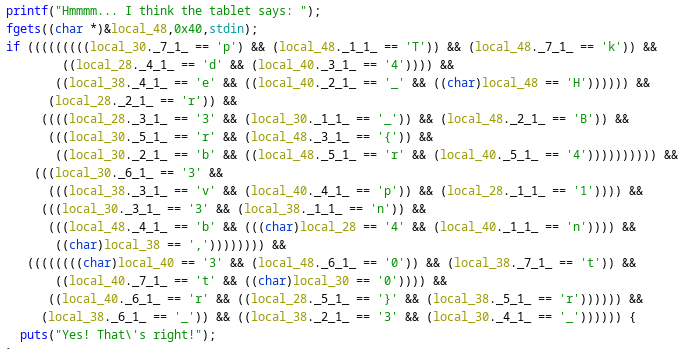 printf("Hmmmm... I think the tablet says: ");
fgets((char *)&local_48,0x40,stdin);
if (((((((((local_30._7_1_ == 'p') && (local_48._1_1_ == 'T')) && (local_48._7_1_ == 'k')) &&
((local_28._4_1_ == 'd' && (local_40._3_1_ == '4')))) &&
((local_38._4_1_ == 'e' && ((local_40._2_1_ == '_' && ((char)local_48 == 'H')))))) &&
(local_28._2_1_ == 'r')) &&
((((local_28._3_1_ == '3' && (local_30._1_1_ == '_')) && (local_48._2_1_ == 'B')) &&
(((local_30._5_1_ == 'r' && (local_48._3_1_ == '{')) &&
((local_30._2_1_ == 'b' && ((local_48._5_1_ == 'r' && (local_40._5_1_ == '4')))))))))) &&
(((local_30._6_1_ == '3' &&
(((local_38._3_1_ == 'v' && (local_40._4_1_ == 'p')) && (local_28._1_1_ == '1')))) &&
(((local_30._3_1_ == '3' && (local_38._1_1_ == 'n')) &&
(((local_48._4_1_ == 'b' && (((char)local_28 == '4' && (local_40._1_1_ == 'n')))) &&
((char)local_38 == ',')))))))) &&
((((((((char)local_40 == '3' && (local_48._6_1_ == '0')) && (local_38._7_1_ == 't')) &&
((local_40._7_1_ == 't' && ((char)local_30 == '0')))) &&
((local_40._6_1_ == 'r' && ((local_28._5_1_ == '}' && (local_38._5_1_ == 'r')))))) &&
(local_38._6_1_ == '_')) && ((local_38._2_1_ == '3' && (local_30._4_1_ == '_')))))) {
puts("Yes! That\'s right!");